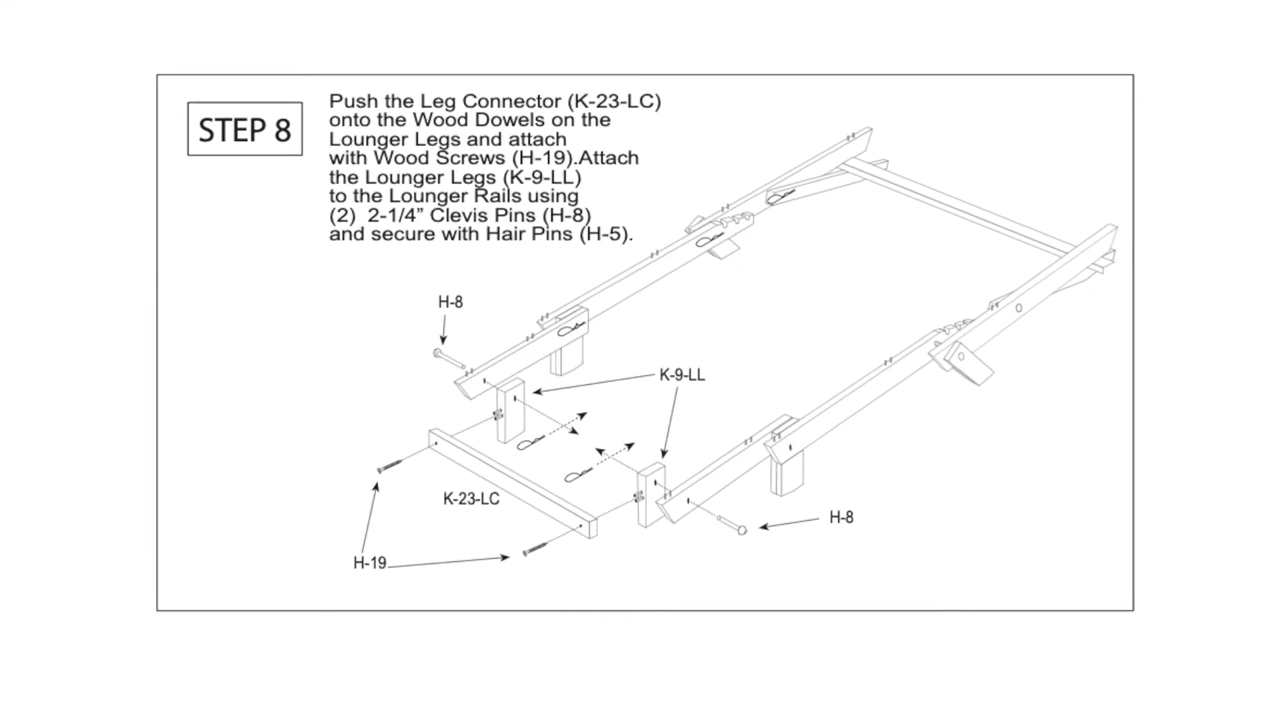 STEP 8
Push the Leg Connector (K-23-LC)
onto the Wood Dowels on the
Lounger Legs and attach
with Wood Screws (H-19).Attach
the Lounger Legs (K-9-LL)
to the Lounger Rails using
(2)  2-1/4” Clevis Pins (H-8)
and secure with Hair Pins (H-5).
H-8
K-9-LL
K-23-LC
H-8
H-19